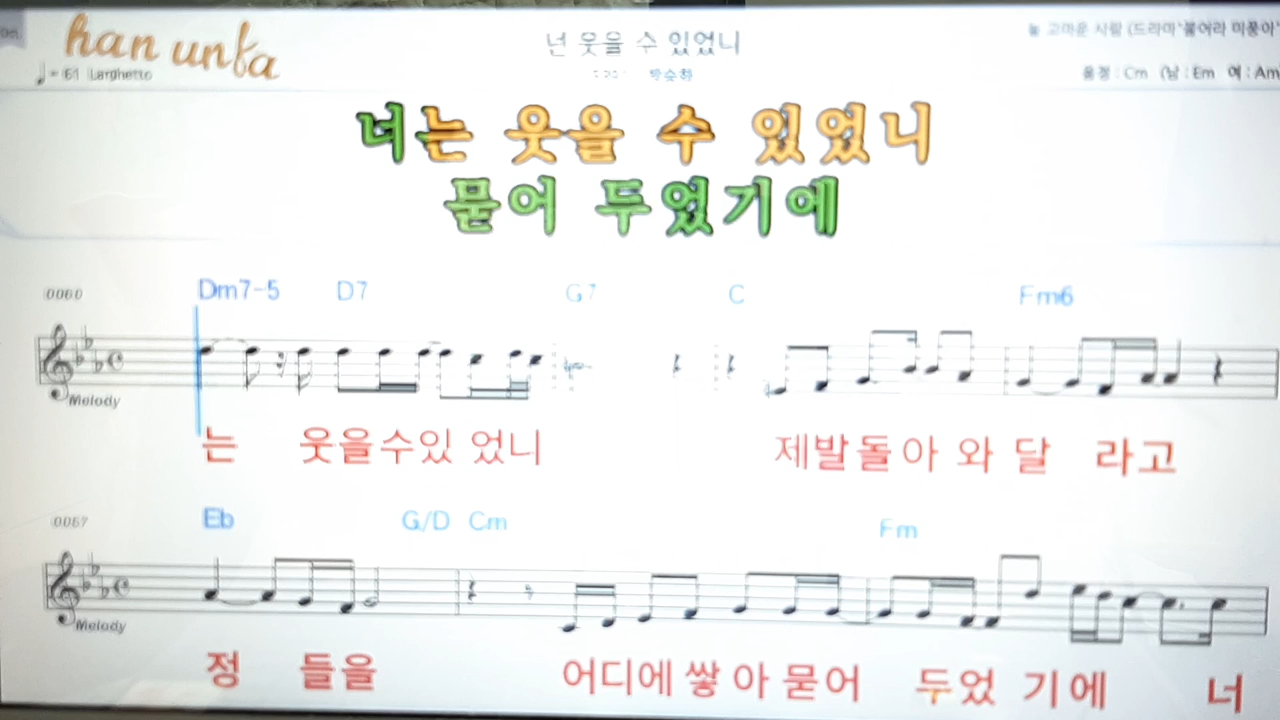 han unfa
넌 웃을 수 있었니
늘 고마운 사람 (드라마"불어라 미풍아"
♩= 61 Larghetto
원정 : Cm (남 : Em 여 : Am
너는 웃을 수 있었니
묻어 두었기에
0060
Dm7-5 D7 G7 C Fm6
Melody
는 웃을수있 었니 제발돌아 와 달 라고
0067
Eb G/D Cm Fm
Melody
정 들을 어디에 쌓 아 묻어 두었 기에 너